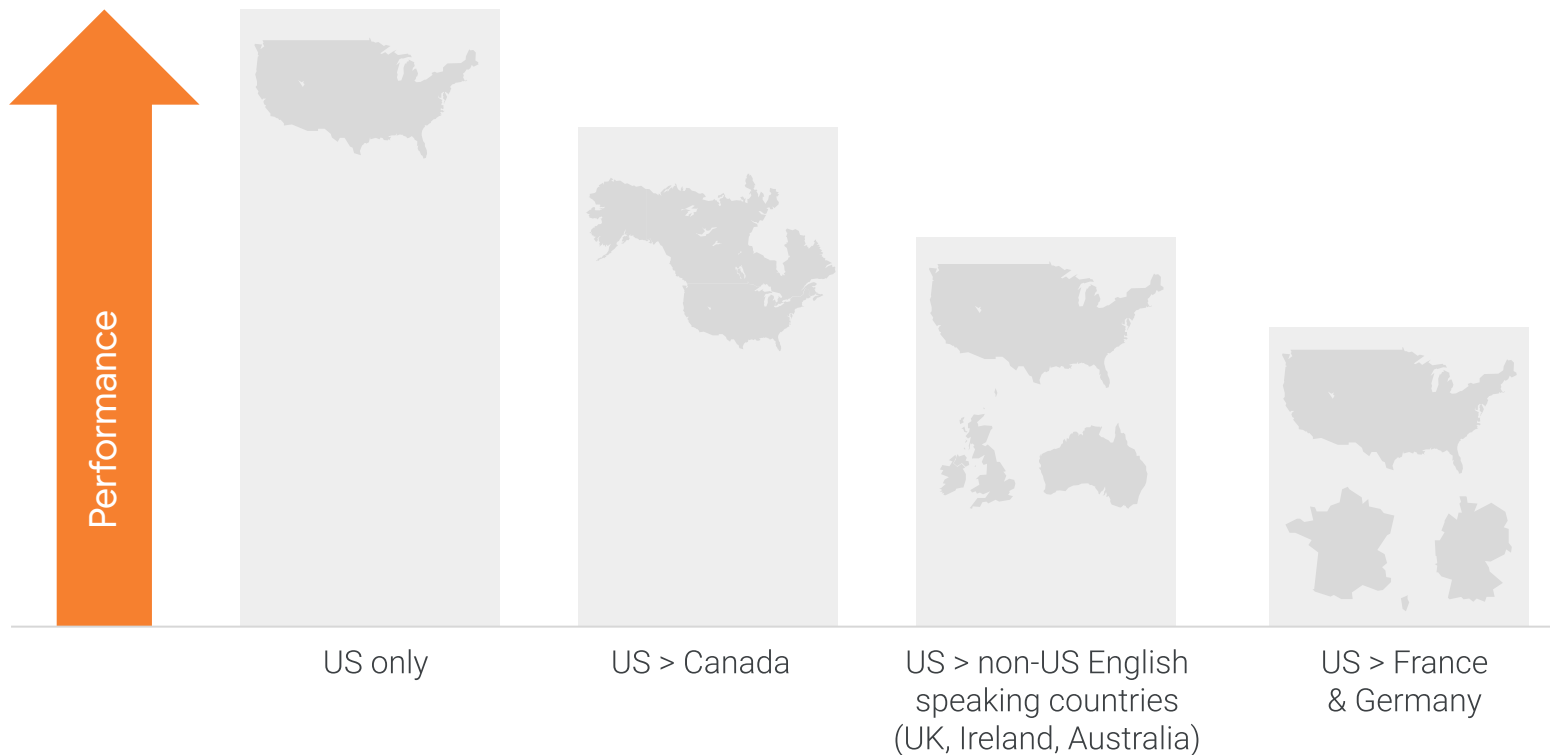 Performance
US only
US > Canada
US > non-US English
speaking countries
(UK, Ireland, Australia)
US > France
& Germany